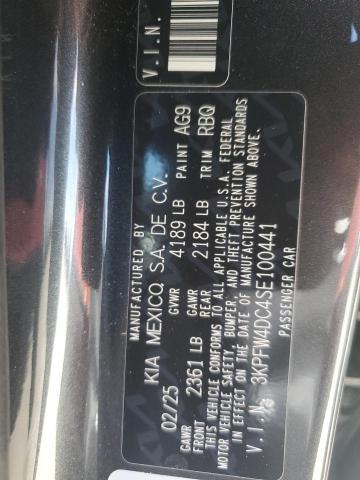 MANUFACTURED BY
KIA MEXICO, S.A. DE C.V.
02/25 GVWR 4189 LB PAINT AG9
GAWR FRONT 2361 LB GAWR REAR 2184 LB TRIM RBQ
THIS VEHICLE CONFORMS TO ALL APPLICABLE U.S.A. FEDERAL
MOTOR VEHICLE SAFETY, BUMPER, AND THEFT PREVENTION STANDARDS
IN EFFECT ON THE DATE OF MANUFACTURE SHOWN ABOVE.
V.I.N. 3KPFW4DC4SE100441
PASSENGER CAR
V.I.N.